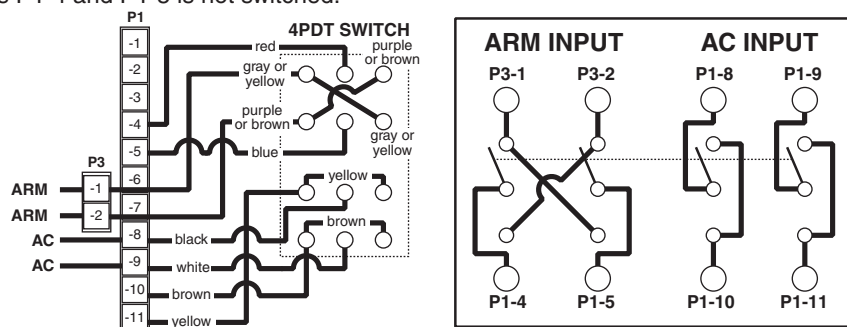 s P1-4 and P1-5 is not switched.
P1
4PDT SWITCH
-1
-2
-3
-4
-5
-6
-7
-8
-9
-10
-11
P3
-1
-2
ARM
ARM
AC
AC
red
purple
or brown
gray or
yellow
purple
or brown
gray or
yellow
blue
yellow
black
brown
white
brown
yellow
ARM INPUT
AC INPUT
P3-1
P3-2
P1-8
P1-9
P1-4
P1-5
P1-10
P1-11